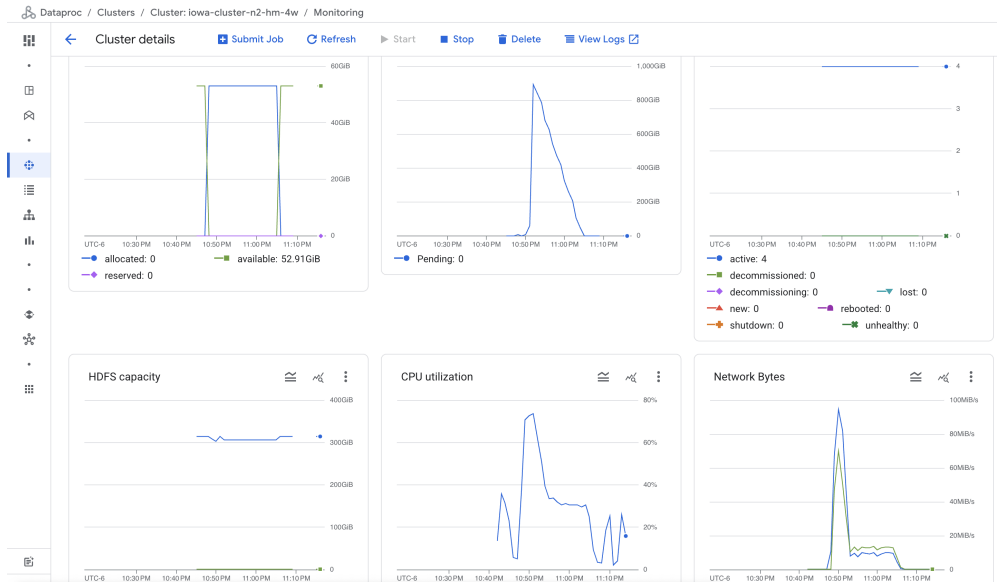 Dataproc / Clusters / Cluster: iowa-cluster-n2-hm-4w / Monitoring
Cluster details Submit Job Refresh Start Stop Delete View Logs
60GiB
40GiB
20GiB
0
UTC-6 10:30 PM 10:40 PM 10:50 PM 11:00 PM 11:10 PM
allocated: 0 available: 52.91GiB
reserved: 0
1,000GiB
800GiB
600GiB
400GiB
200GiB
0
UTC-6 10:30 PM 10:40 PM 10:50 PM 11:00 PM 11:10 PM
Pending: 0
4
3
2
1
0
UTC-6 10:30 PM 10:40 PM 10:50 PM 11:00 PM 11:10 PM
active: 4
decommissioned: 0
decommissioning: 0 lost: 0
new: 0 rebooted: 0
shutdown: 0 unhealthy: 0
HDFS capacity
400GiB
300GiB
200GiB
100GiB
0
UTC-6 10:30 PM 10:40 PM 10:50 PM 11:00 PM 11:10 PM
CPU utilization
80%
60%
40%
20%
0
UTC-6 10:30 PM 10:40 PM 10:50 PM 11:00 PM 11:10 PM
Network Bytes
100MiB/s
80MiB/s
60MiB/s
40MiB/s
20MiB/s
0
UTC-6 10:30 PM 10:40 PM 10:50 PM 11:00 PM 11:10 PM